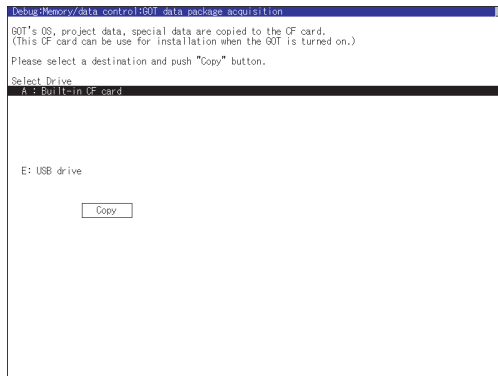 Debug:Memory/data control:GOT data package acquisition
GOT's OS, project data, special data are copied to the CF card.
(This CF card can be use for installation when the GOT is turned on.)
Please select a destination and push "Copy" button.
Select Drive
A : Built-in CF card
E: USB drive
Copy